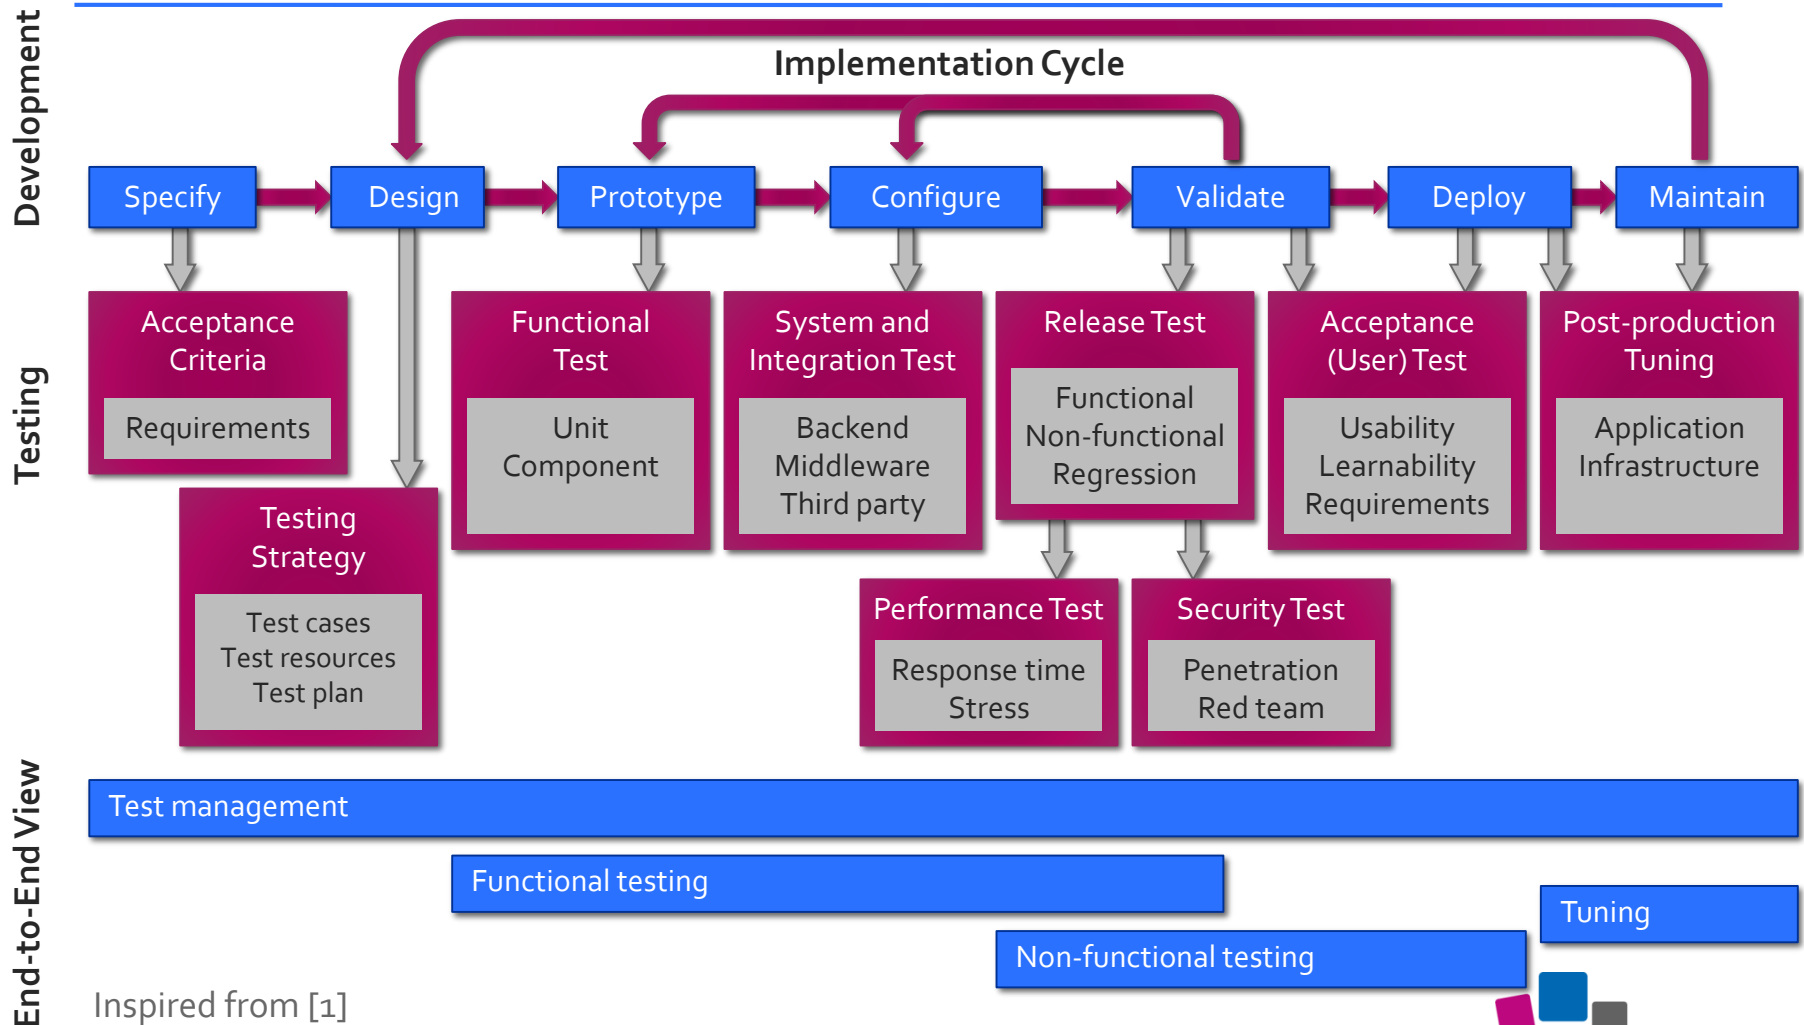 Development
Implementation Cycle
Specify
Design
Prototype
Configure
Validate
Deploy
Maintain
Testing
Acceptance
Criteria
Requirements
Testing
Strategy
Test cases
Test resources
Test plan
Functional
Test
Unit
Component
System and
Integration Test
Backend
Middleware
Third party
Release Test
Functional
Non-functional
Regression
Performance Test
Response time
Stress
Security Test
Penetration
Red team
Acceptance
(User) Test
Usability
Learnability
Requirements
Post-production
Tuning
Application
Infrastructure
End-to-End View
Test management
Functional testing
Tuning
Non-functional testing
Inspired from [1]